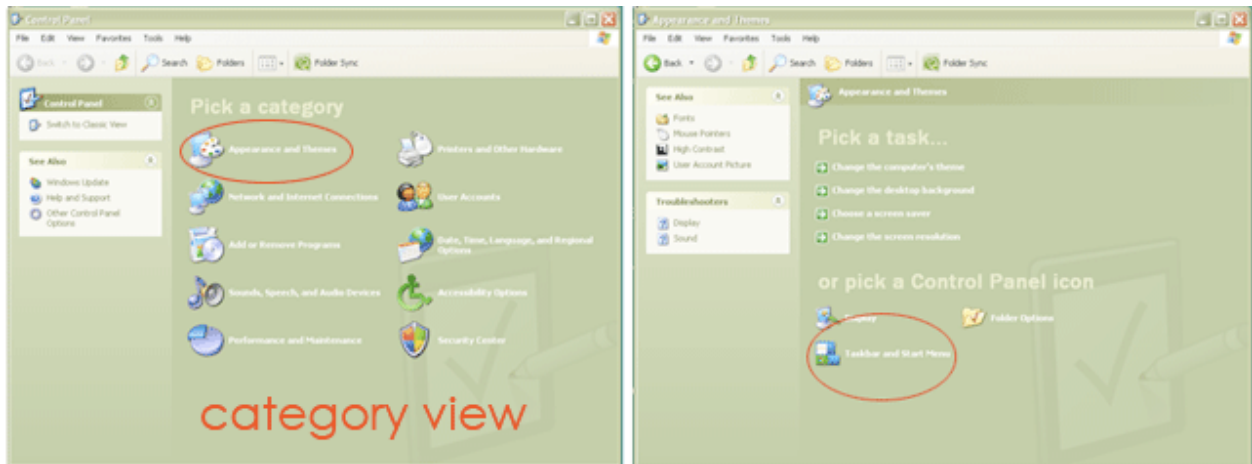 Control Panel
File Edit View Favorites Tools Help
Back Search Folders Folder Sync
Control Panel
Switch to Classic View
See Also
Windows Update
Help and Support
Other Control Panel
Options
Pick a category
Appearance and Themes
Printers and Other Hardware
Network and Internet Connections
User Accounts
Add or Remove Programs
Date, Time, Language, and Regional
Options
Sounds, Speech, and Audio Devices
Accessibility Options
Performance and Maintenance
Security Center
category view
Appearance and Themes
File Edit View Favorites Tools Help
Back Search Folders Folder Sync
See Also
Fonts
Mouse Pointers
High Contrast
User Account Picture
Troubleshooters
Display
Sound
Appearance and Themes
Pick a task...
Change the computer's theme
Change the desktop background
Choose a screen saver
Change the screen resolution
or pick a Control Panel icon
Display
Folder Options
Taskbar and Start Menu